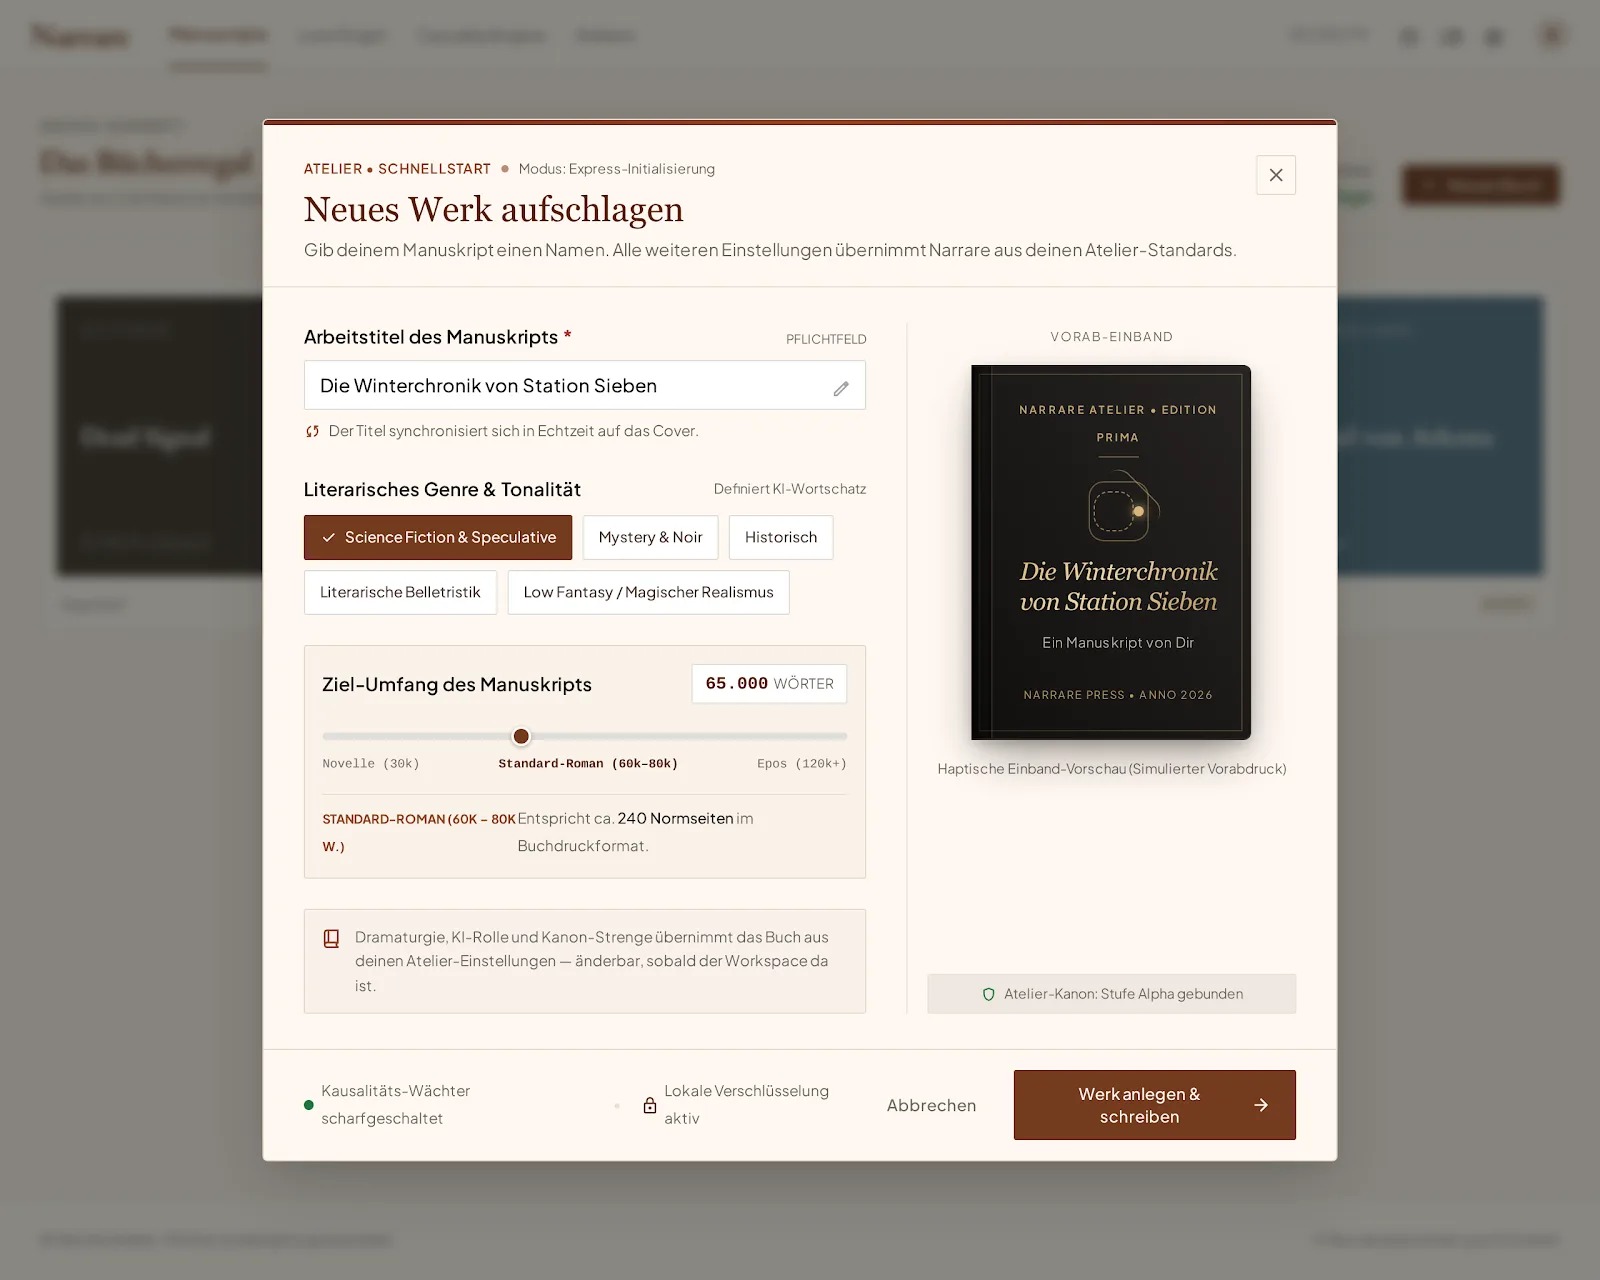 Narrare
Manuscripts
Das Bücherregal
ATELIER • SCHNELLSTART • Modus: Express-Initialisierung
Neues Werk aufschlagen
Gib deinem Manuskript einen Namen. Alle weiteren Einstellungen übernimmt Narrare aus deinen Atelier-Standards.
Arbeitstitel des Manuskripts *
PFLICHTFELD
Die Winterchronik von Station Sieben
Der Titel synchronisiert sich in Echtzeit auf das Cover.
Literarisches Genre & Tonalität
Definiert KI-Wortschatz
Science Fiction & Speculative
Mystery & Noir
Historisch
Literarische Belletristik
Low Fantasy / Magischer Realismus
Ziel-Umfang des Manuskripts
65.000 WÖRTER
Novelle (30k)
Standard-Roman (60k–80k)
Epos (120k+)
STANDARD-ROMAN (60K – 80K
W.)
Entspricht ca. 240 Normseiten im
Buchdruckformat.
Dramaturgie, KI-Rolle und Kanon-Strenge übernimmt das Buch aus
deinen Atelier-Einstellungen — änderbar, sobald der Workspace da
ist.
VORAB-EINBAND
NARRARE ATELIER • EDITION
PRIMA
Die Winterchronik
von Station Sieben
Ein Manuskript von Dir
NARRARE PRESS • ANNO 2026
Haptische Einband-Vorschau (Simulierter Vorabdruck)
Atelier-Kanon: Stufe Alpha gebunden
Kausalitäts-Wächter
scharfgeschaltet
Lokale Verschlüsselung
aktiv
Abbrechen
Werk anlegen &
schreiben
Dead Signal